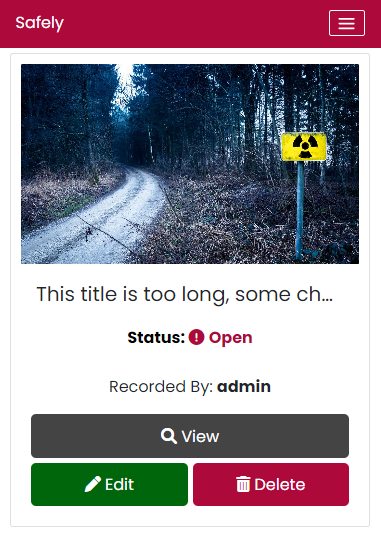 Safely
This title is too long, some ch...
Status: Open
Recorded By: admin
View
Edit
Delete